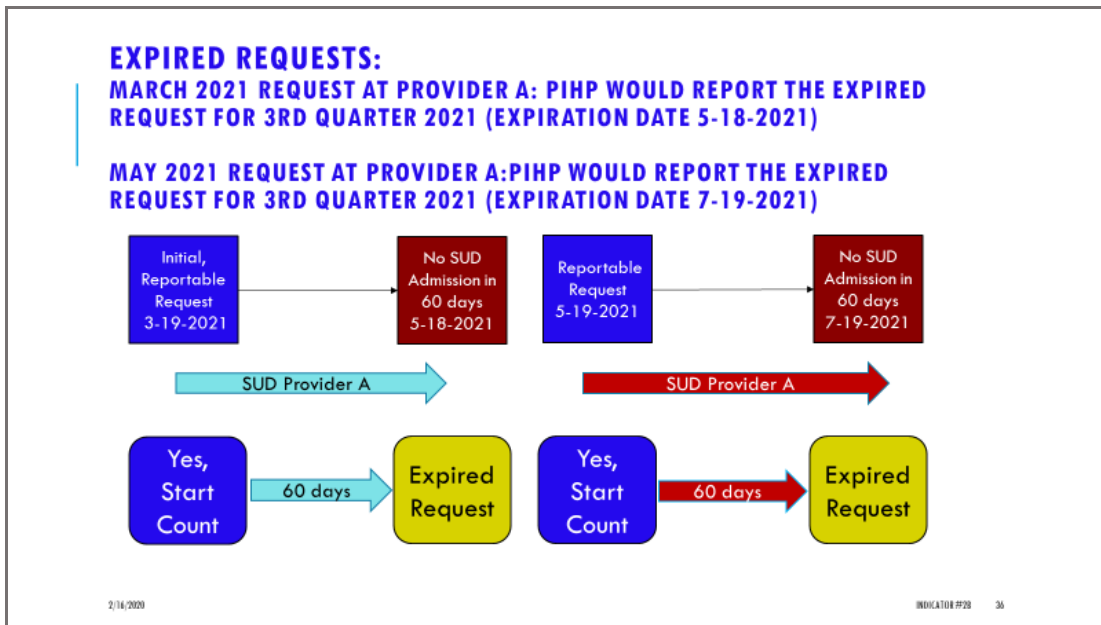 EXPIRED REQUESTS:
MARCH 2021 REQUEST AT PROVIDER A: PIHP WOULD REPORT THE EXPIRED
REQUEST FOR 3RD QUARTER 2021 (EXPIRATION DATE 5-18-2021)
MAY 2021 REQUEST AT PROVIDER A:PIHP WOULD REPORT THE EXPIRED
REQUEST FOR 3RD QUARTER 2021 (EXPIRATION DATE 7-19-2021)
Initial,
Reportable
Request
3-19-2021
No SUD
Admission in
60 days
5-18-2021
Reportable
Request
5-19-2021
No SUD
Admission in
60 days
7-19-2021
SUD Provider A
SUD Provider A
Yes,
Start
Count
60 days
Expired
Request
Yes,
Start
Count
60 days
Expired
Request
2/16/2020
INDICATOR #2B
36